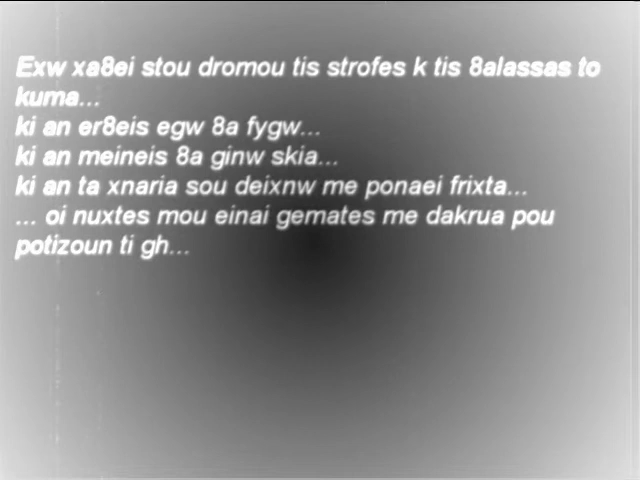 Exw xa8ei stou dromou tis strofes k tis 8alassas to
kuma...
ki an er8eis egw 8a fygw...
ki an meineis 8a ginw skia...
ki an ta xnaria sou deixnw me ponaei frixta...
... oi nuxtes mou einai gemates me dakrua pou
potizoun ti gh...